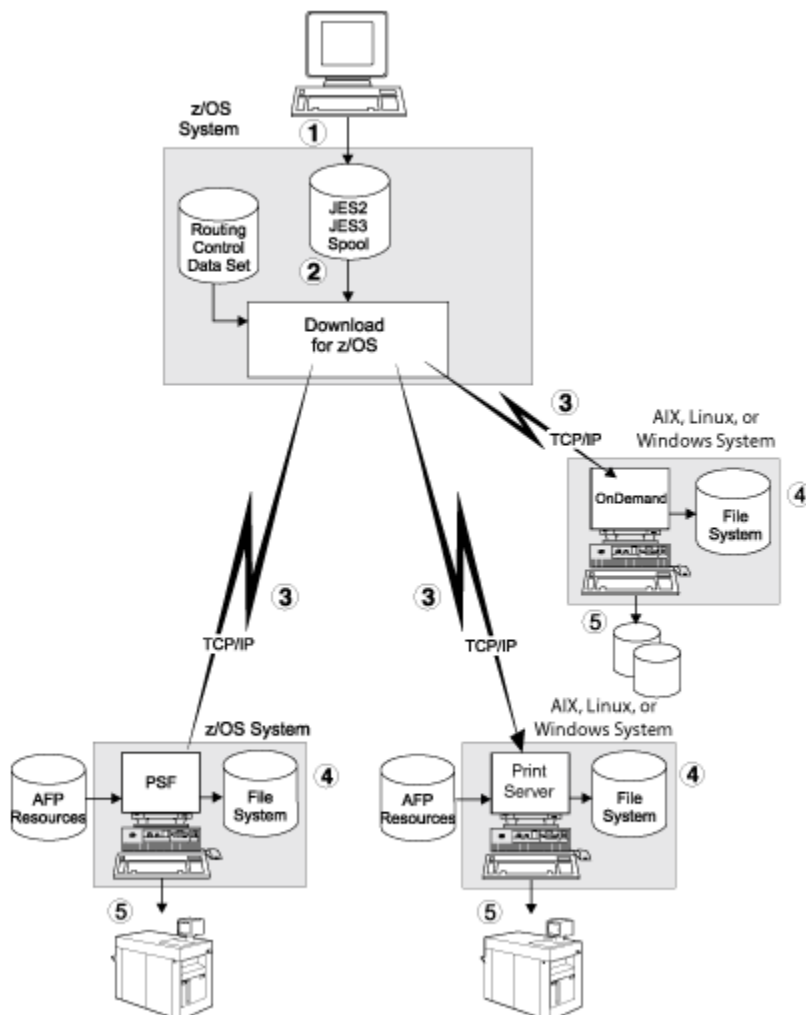 z/OS
System
1
JES2
JES3
Spool
Routing
Control
Data Set
2
Download
for z/OS
3
TCP/IP
AIX, Linux, or
Windows System
OnDemand
File
System
4
5
3
TCP/IP
3
TCP/IP
z/OS System
AFP
Resources
PSF
File
System
4
5
AIX, Linux, or
Windows System
AFP
Resources
Print
Server
File
System
4
5